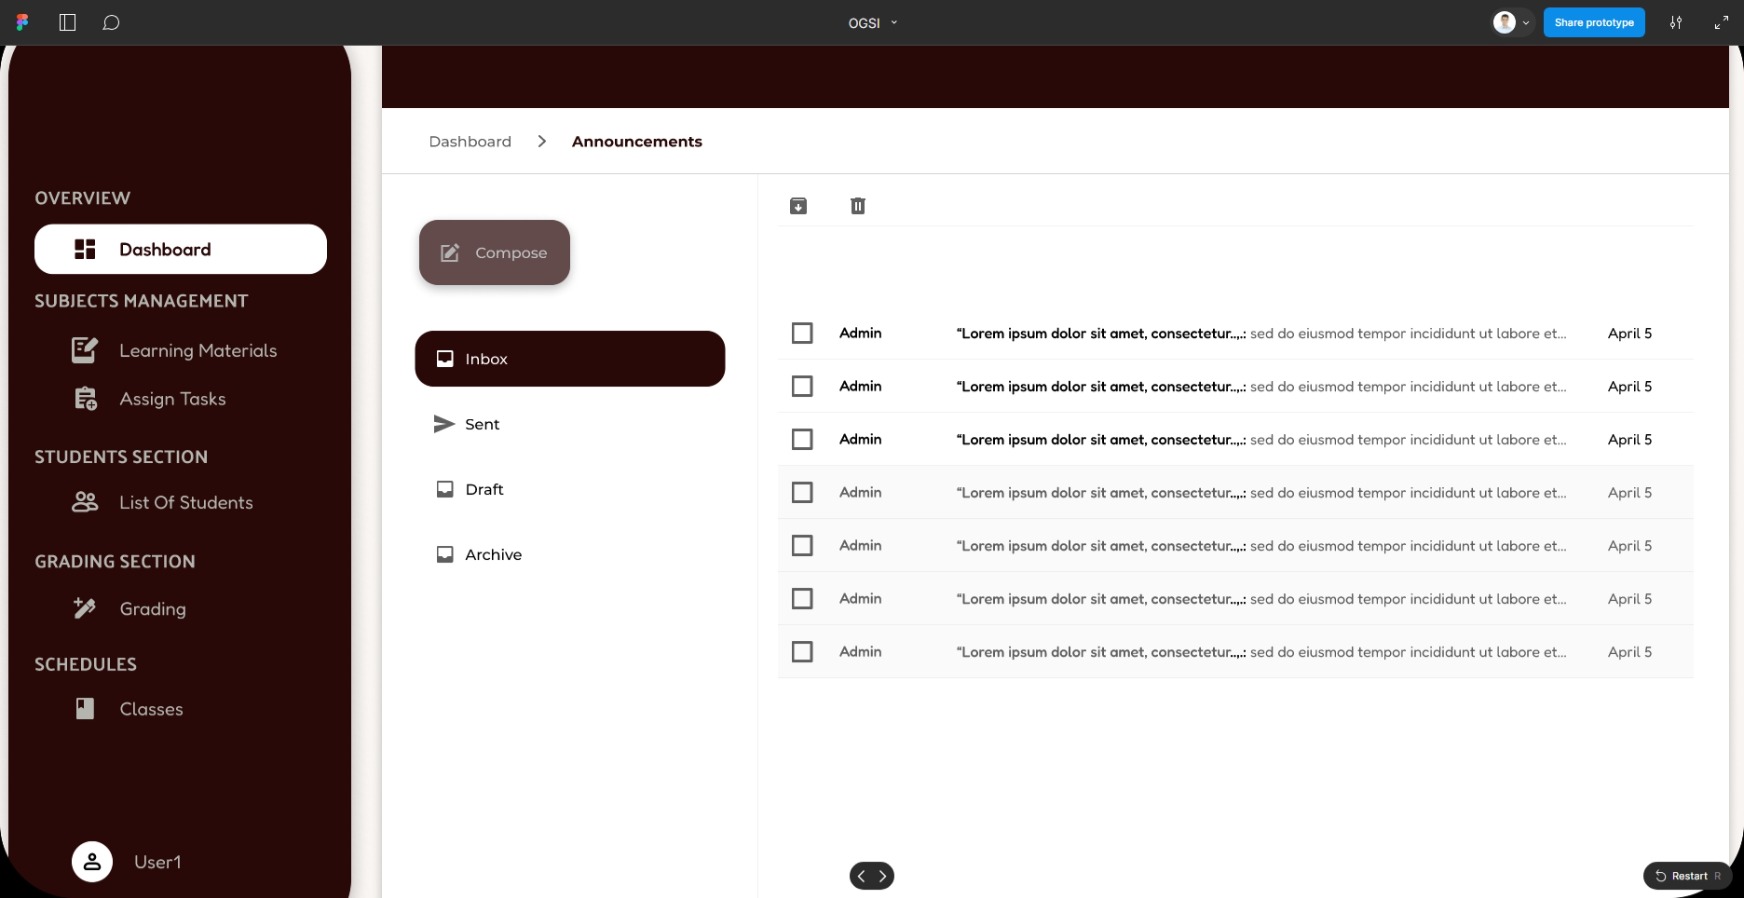 OGSI
Share prototype
OVERVIEW
Dashboard
SUBJECTS MANAGEMENT
Learning Materials
Assign Tasks
STUDENTS SECTION
List Of Students
GRADING SECTION
Grading
SCHEDULES
Classes
User1
Dashboard > Announcements
Compose
Inbox
Sent
Draft
Archive
Admin “Lorem ipsum dolor sit amet, consectetur..,.: sed do eiusmod tempor incididunt ut labore et... April 5
Admin “Lorem ipsum dolor sit amet, consectetur..,.: sed do eiusmod tempor incididunt ut labore et... April 5
Admin “Lorem ipsum dolor sit amet, consectetur..,.: sed do eiusmod tempor incididunt ut labore et... April 5
Admin “Lorem ipsum dolor sit amet, consectetur..,.: sed do eiusmod tempor incididunt ut labore et... April 5
Admin “Lorem ipsum dolor sit amet, consectetur..,.: sed do eiusmod tempor incididunt ut labore et... April 5
Admin “Lorem ipsum dolor sit amet, consectetur..,.: sed do eiusmod tempor incididunt ut labore et... April 5
Admin “Lorem ipsum dolor sit amet, consectetur..,.: sed do eiusmod tempor incididunt ut labore et... April 5
Restart R